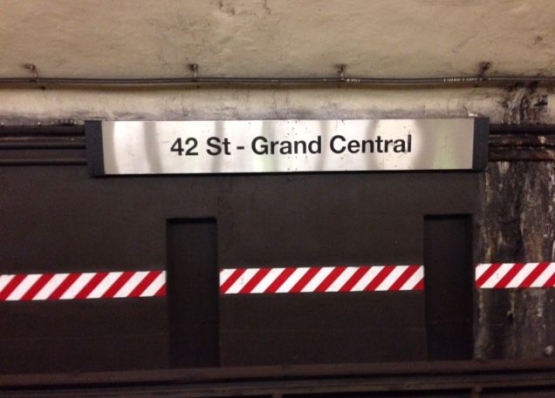 42 St - Grand Central